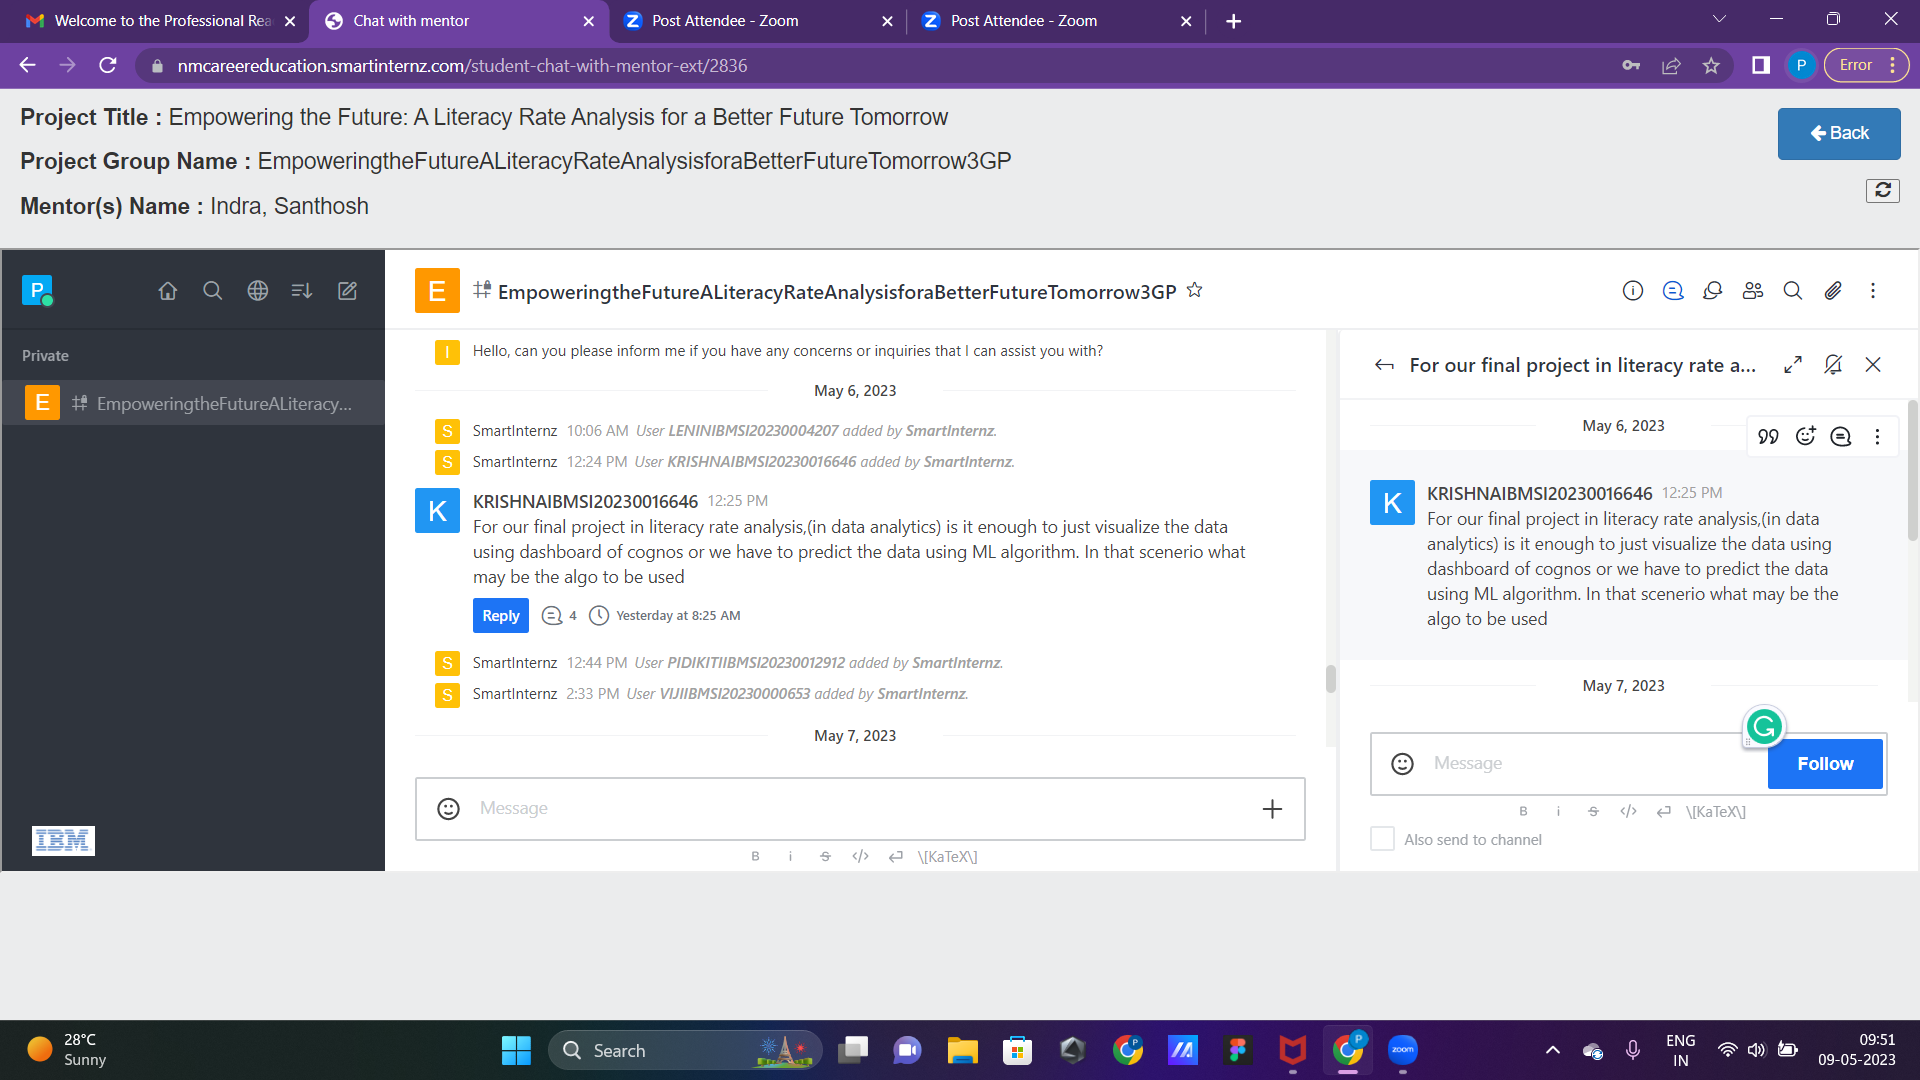 Welcome to the Professional Rea
Chat with mentor
Post Attendee - Zoom
Post Attendee - Zoom
nmcareereducation.smartinternz.com/student-chat-with-mentor-ext/2836
P
Error
Project Title : Empowering the Future: A Literacy Rate Analysis for a Better Future Tomorrow
Back
Project Group Name : EmpoweringtheFutureALiteracyRateAnalysisforaBetterFutureTomorrow3GP
Mentor(s) Name : Indra, Santhosh
P
Private
E EmpoweringtheFutureALiteracy...
IBM
E EmpoweringtheFutureALiteracyRateAnalysisforaBetterFutureTomorrow3GP
I Hello, can you please inform me if you have any concerns or inquiries that I can assist you with?
May 6, 2023
S SmartInternz 10:06 AM User LENINIBMSI20230004207 added by SmartInternz.
S SmartInternz 12:24 PM User KRISHNAIBMSI20230016646 added by SmartInternz.
K KRISHNAIBMSI20230016646 12:25 PM
For our final project in literacy rate analysis,(in data analytics) is it enough to just visualize the data
using dashboard of cognos or we have to predict the data using ML algorithm. In that scenerio what
may be the algo to be used
Reply 4 Yesterday at 8:25 AM
S SmartInternz 12:44 PM User PIDIKITIIBMSI20230012912 added by SmartInternz.
S SmartInternz 2:33 PM User VIJIIBMSI20230000653 added by SmartInternz.
May 7, 2023
Message
B i S </> \[KaTeX\]
For our final project in literacy rate a...
May 6, 2023
K KRISHNAIBMSI20230016646 12:25 PM
For our final project in literacy rate analysis,(in data
analytics) is it enough to just visualize the data using
dashboard of cognos or we have to predict the data
using ML algorithm. In that scenerio what may be the
algo to be used
May 7, 2023
Message
Follow
B i S </> \[KaTeX\]
Also send to channel
28°C
Sunny
Search
P
P
zoom
ENG
IN
09:51
09-05-2023